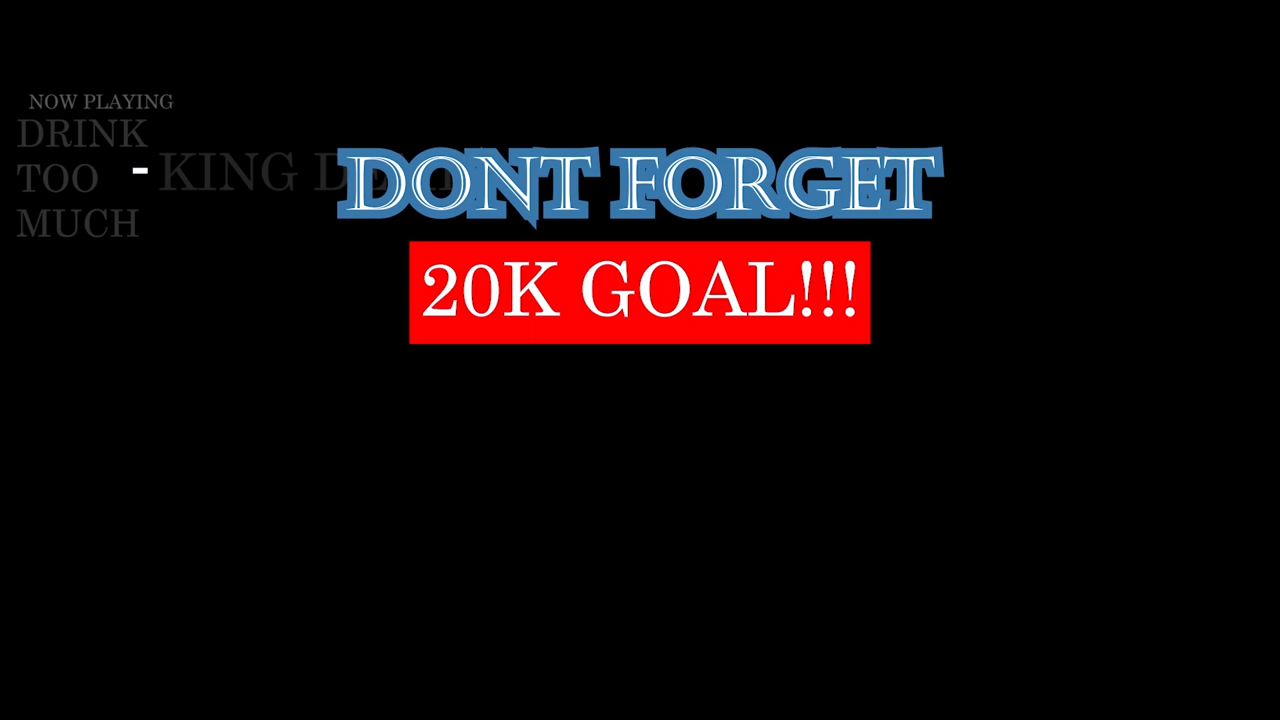 NOW PLAYING
DRINK
TOO
MUCH
- KING
DONT FORGET
20K GOAL!!!